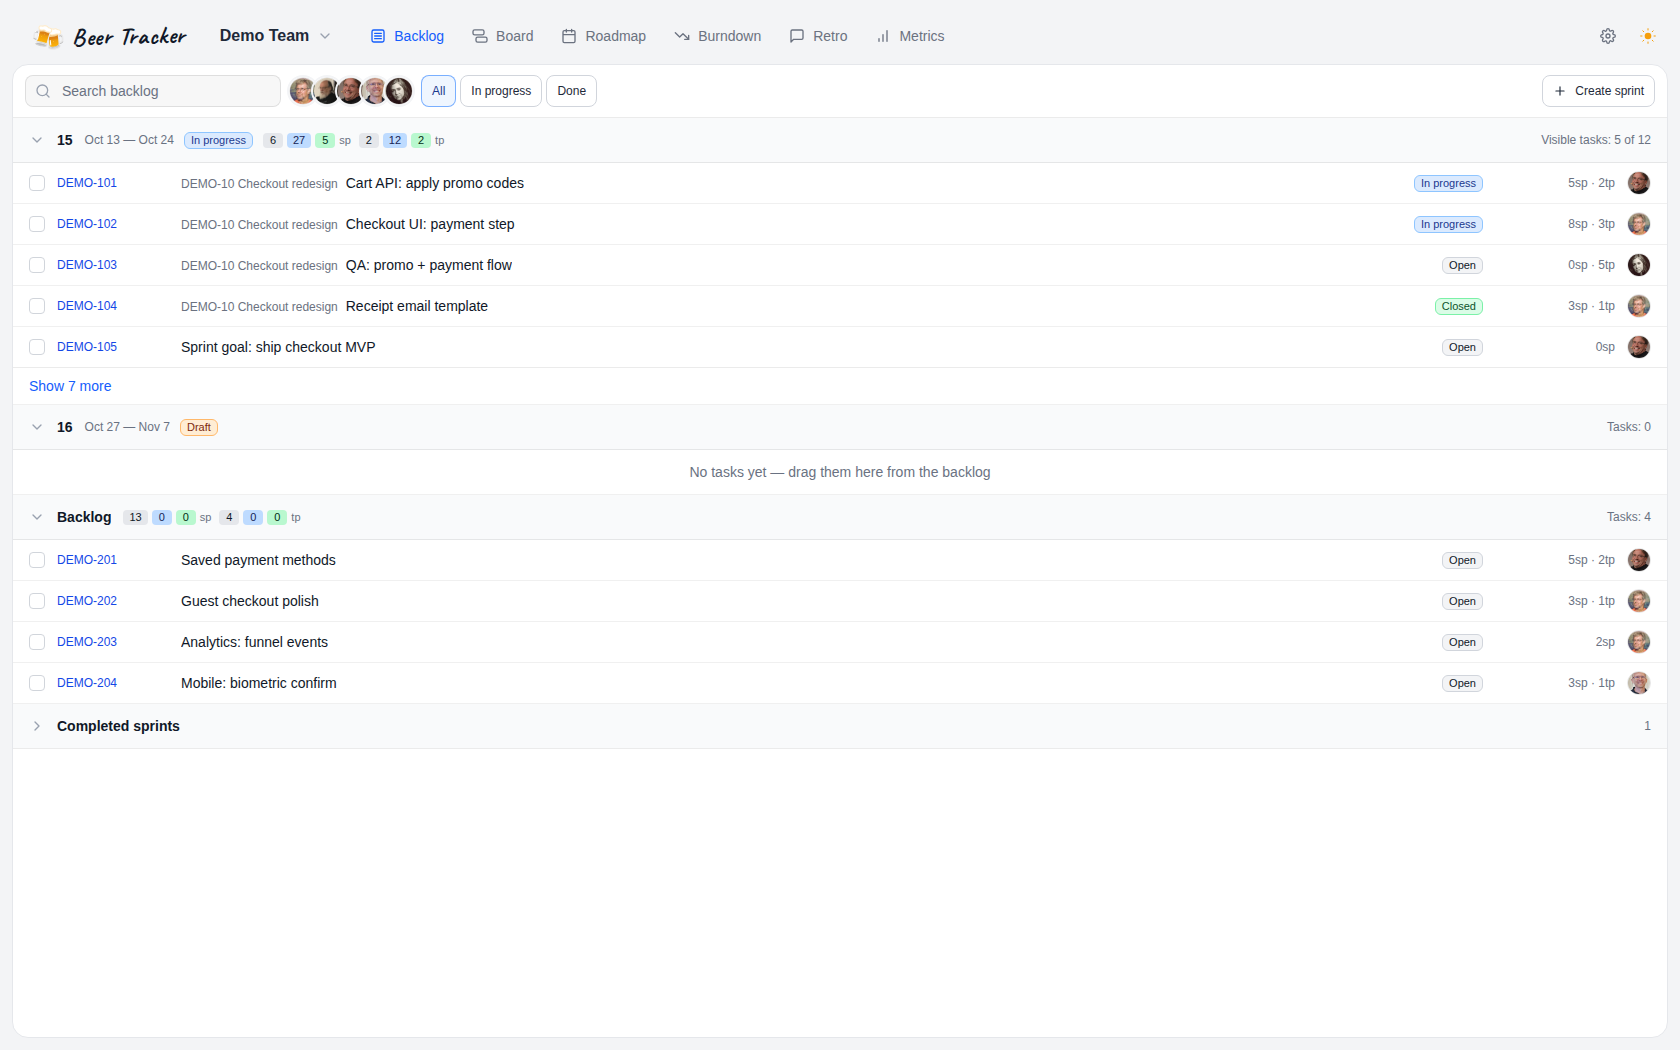 Beer Tracker Demo Team Backlog Board Roadmap Burndown Retro Metrics
Search backlog All In progress Done Create sprint
15 Oct 13 — Oct 24 In progress 6 27 5 sp 2 12 2 tp Visible tasks: 5 of 12
DEMO-101 DEMO-10 Checkout redesign Cart API: apply promo codes In progress 5sp · 2tp
DEMO-102 DEMO-10 Checkout redesign Checkout UI: payment step In progress 8sp · 3tp
DEMO-103 DEMO-10 Checkout redesign QA: promo + payment flow Open 0sp · 5tp
DEMO-104 DEMO-10 Checkout redesign Receipt email template Closed 3sp · 1tp
DEMO-105 Sprint goal: ship checkout MVP Open 0sp
Show 7 more
16 Oct 27 — Nov 7 Draft Tasks: 0
No tasks yet — drag them here from the backlog
Backlog 13 0 0 sp 4 0 0 tp Tasks: 4
DEMO-201 Saved payment methods Open 5sp · 2tp
DEMO-202 Guest checkout polish Open 3sp · 1tp
DEMO-203 Analytics: funnel events Open 2sp
DEMO-204 Mobile: biometric confirm Open 3sp · 1tp
Completed sprints 1